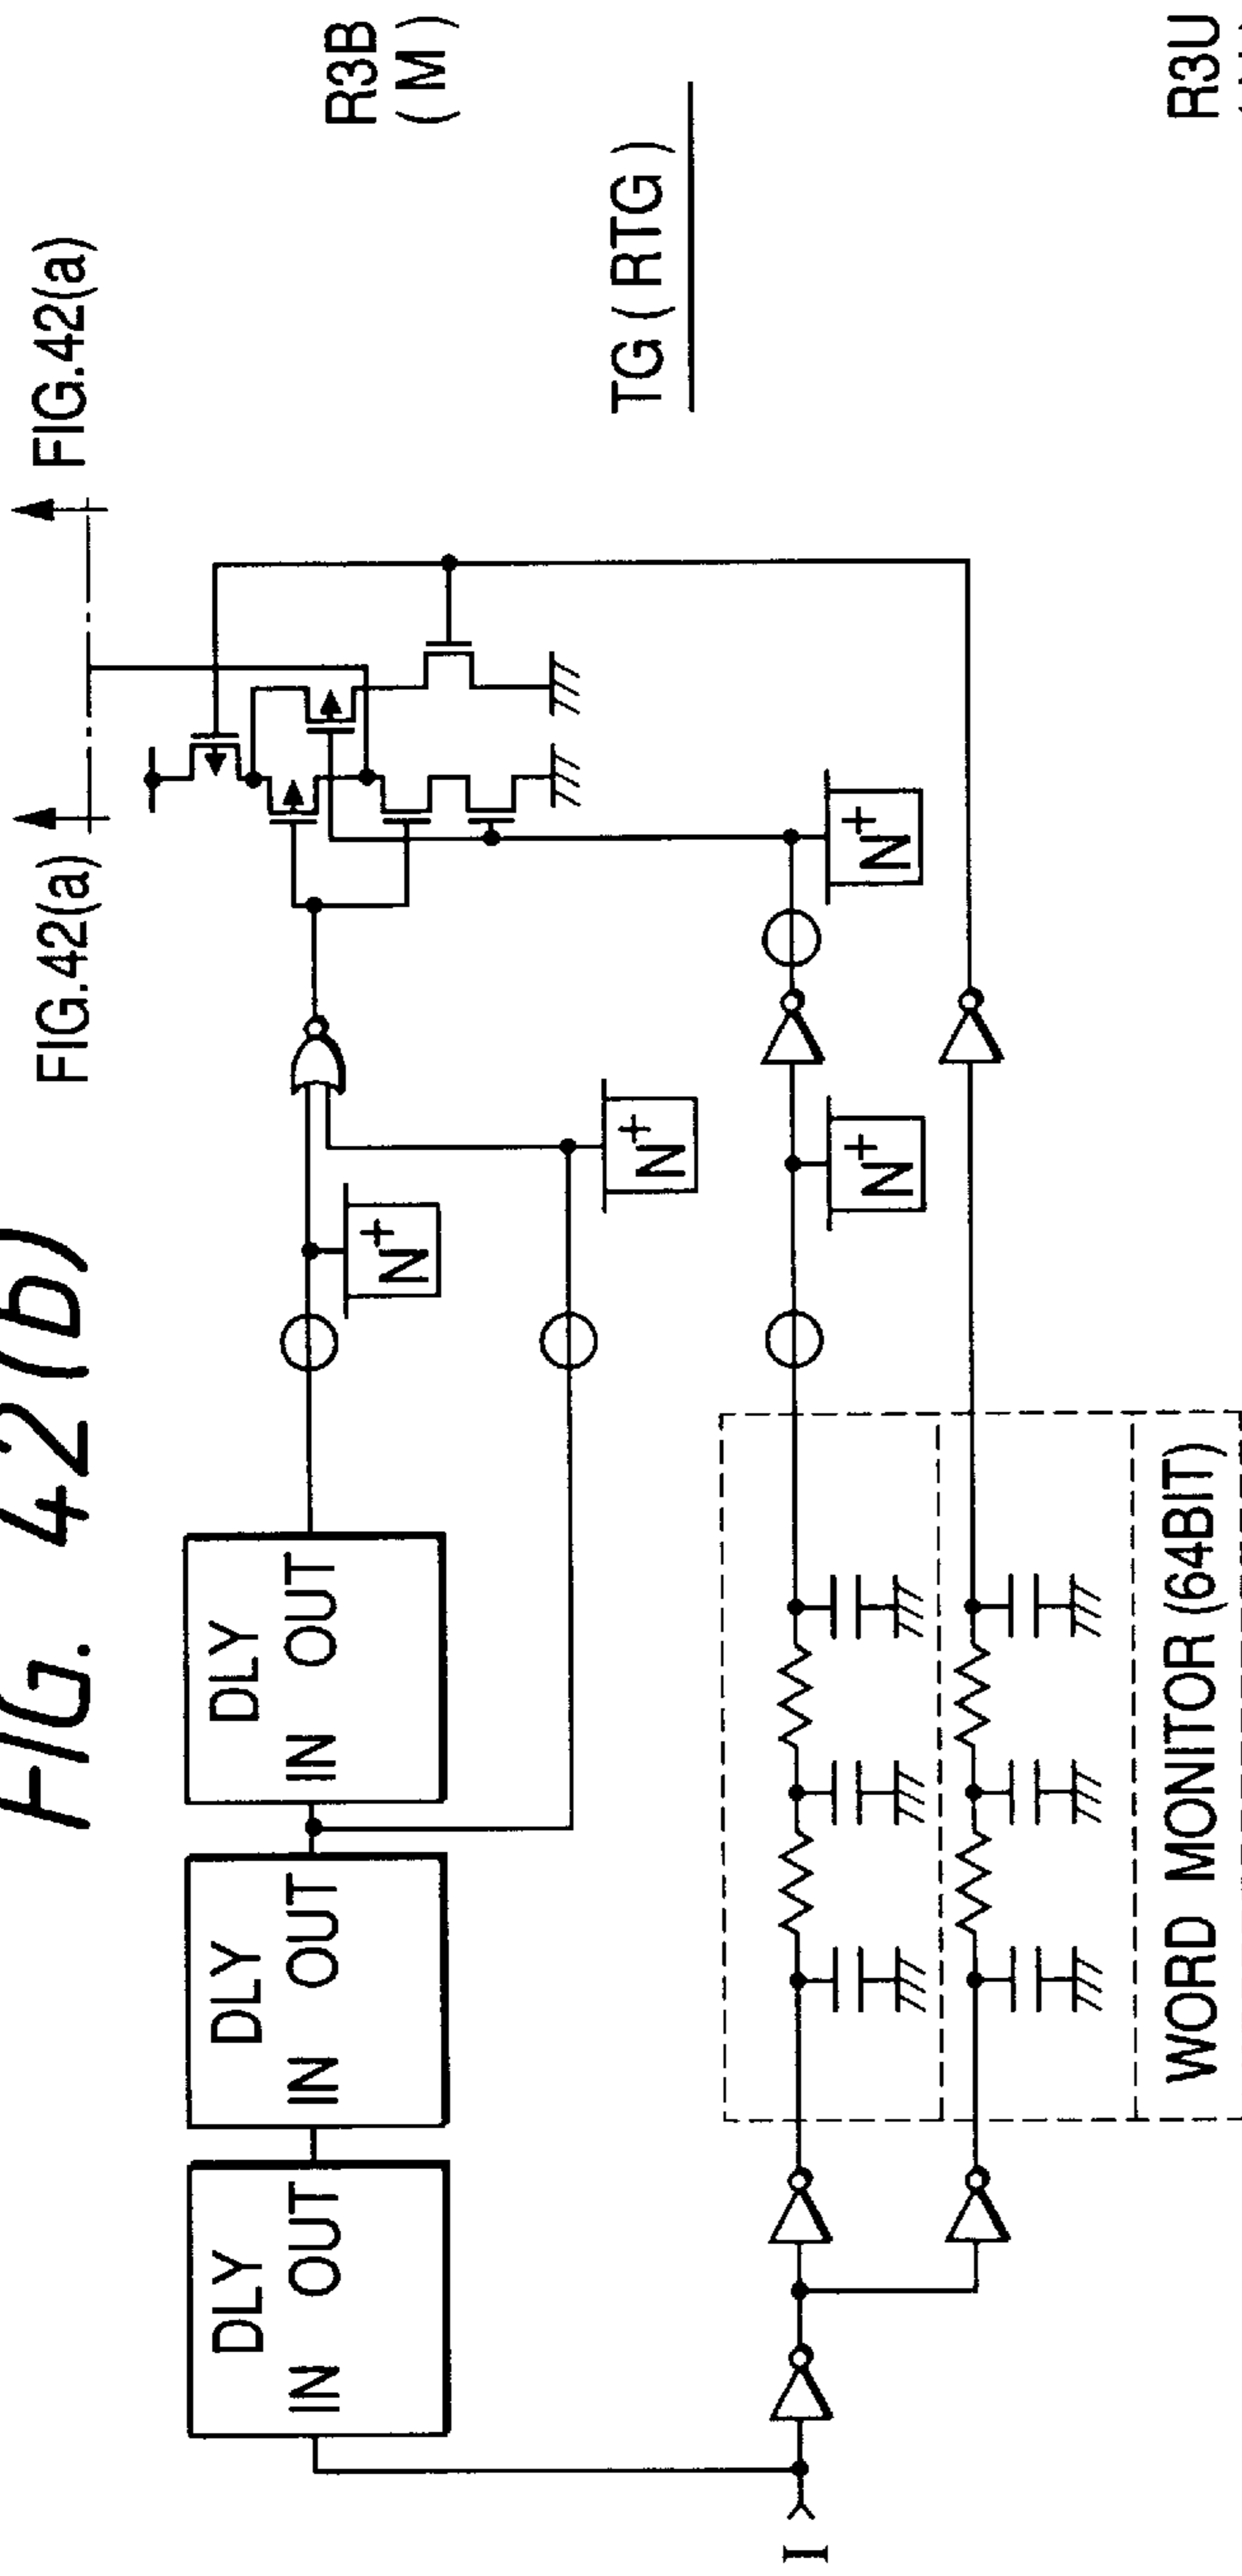 FIG. 42(b)
FIG.42(a)
FIG.42(a)
R3B
( M )
TG ( RTG )
R3U
DLY
IN OUT
DLY
IN OUT
DLY
IN OUT
N+
N+
N+
N+
I
WORD MONITOR (64BIT)